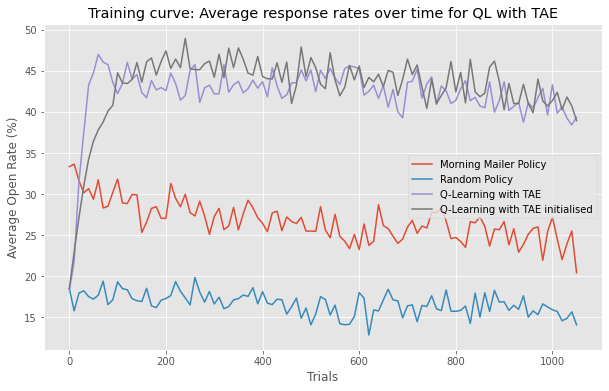 Training curve: Average response rates over time for QL with TAE
Average Open Rate (%)
50
45
40
35
30
25
20
15
Morning Mailer Policy
Random Policy
Q-Learning with TAE
Q-Learning with TAE initialised
0 200 400 600 800 1000
Trials